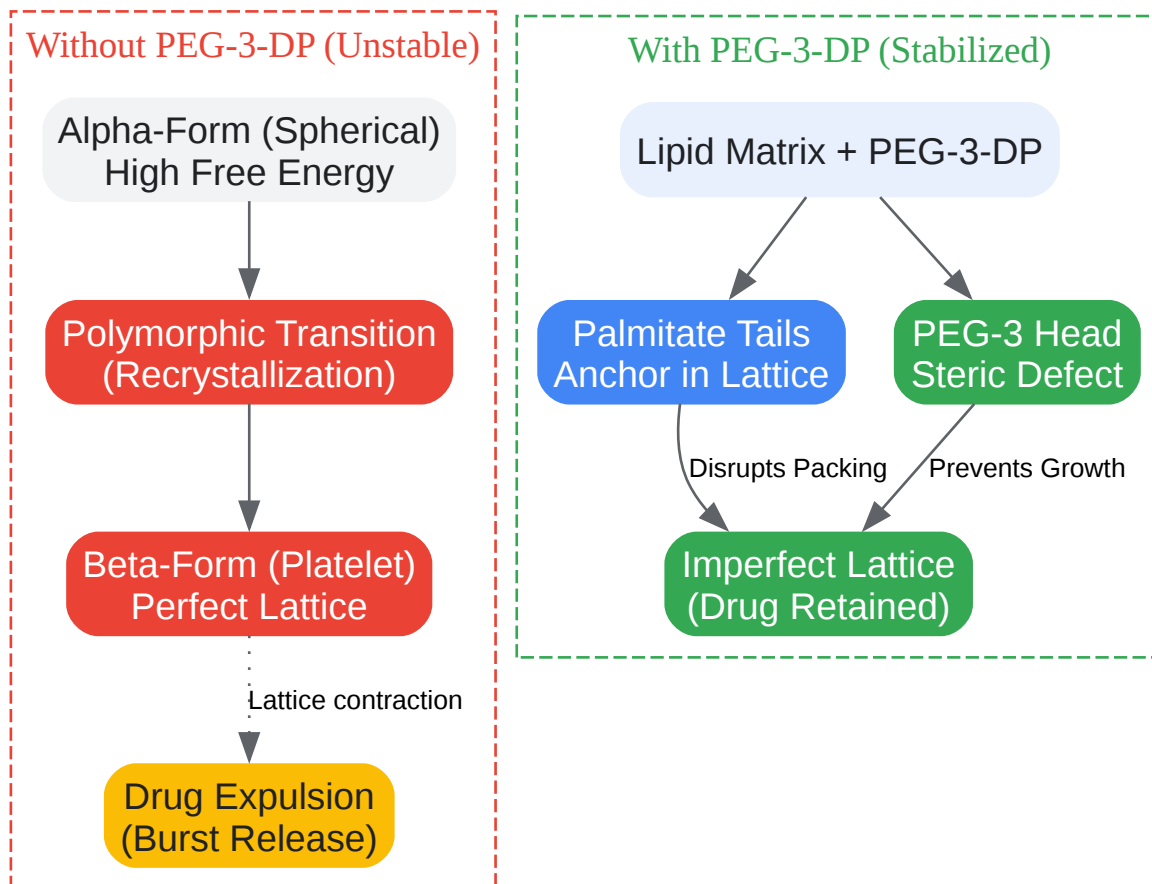 Without PEG-3-DP (Unstable)
Alpha-Form (Spherical)
High Free Energy
Polymorphic Transition
(Recrystallization)
Beta-Form (Platelet)
Perfect Lattice
Lattice contraction
Drug Expulsion
(Burst Release)
With PEG-3-DP (Stabilized)
Lipid Matrix + PEG-3-DP
Palmitate Tails
Anchor in Lattice
PEG-3 Head
Steric Defect
Disrupts Packing
Prevents Growth
Imperfect Lattice
(Drug Retained)